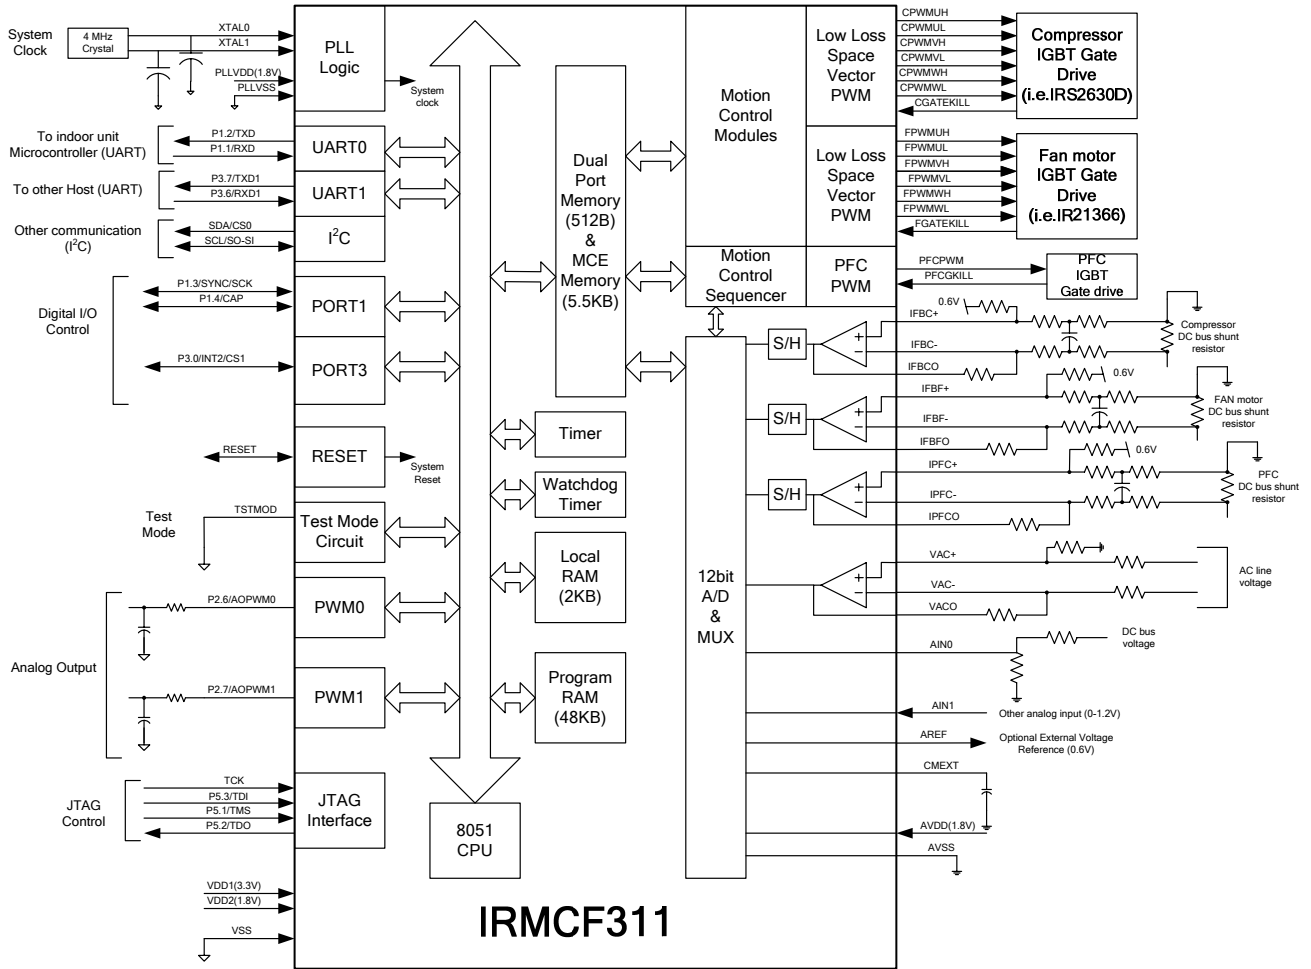 System
Clock
4 MHz
Crystal
XTAL0
XTAL1
PLLVDD(1.8V)
PLLVSS
PLL
Logic
System
clock
To indoor unit
Microcontroller (UART)
P1.2/TXD
P1.1/RXD
UART0
To other Host (UART)
P3.7/TXD1
P3.6/RXD1
UART1
Other communication
(I²C)
SDA/CS0
SCL/SO-SI
I²C
Digital I/O
Control
P1.3/SYNC/SCK
P1.4/CAP
PORT1
P3.0/INT2/CS1
PORT3
RESET
RESET
System
Reset
Test
Mode
TSTMOD
Test Mode
Circuit
Analog Output
P2.6/AOPWM0
PWM0
P2.7/AOPWM1
PWM1
JTAG
Control
TCK
P5.3/TDI
P5.1/TMS
P5.2/TDO
JTAG
Interface
VDD1(3.3V)
VDD2(1.8V)
VSS
8051
CPU
Dual
Port
Memory
(512B)
&
MCE
Memory
(5.5KB)
Timer
Watchdog
Timer
Local
RAM
(2KB)
Program
RAM
(48KB)
Motion
Control
Modules
Motion
Control
Sequencer
12bit
A/D
&
MUX
Low Loss
Space
Vector
PWM
Low Loss
Space
Vector
PWM
PFC
PWM
CPWMUH
CPWMUL
CPWMVH
CPWMVL
CPWMWH
CPWMWL
CGATEKILL
Compressor
IGBT Gate
Drive
(i.e.IRS2630D)
FPWMUH
FPWMUL
FPWMVH
FPWMVL
FPWMWH
FPWMWL
FGATEKILL
Fan motor
IGBT Gate
Drive
(i.e.IR21366)
PFCPWM
PFCGKILL
PFC
IGBT
Gate drive
S/H
+
-
0.6V
IFBC+
IFBC-
IFBCO
Compressor
DC bus shunt
resistor
S/H
+
-
IFBF+
0.6V
IFBF-
IFBFO
FAN motor
DC bus shunt
resistor
S/H
+
-
IPFC+
0.6V
IPFC-
IPFCO
PFC
DC bus shunt
resistor
+
-
VAC+
VAC-
VACO
AC line
voltage
AIN0
DC bus
voltage
AIN1
Other analog input (0-1.2V)
AREF
Optional External Voltage
Reference (0.6V)
CMEXT
AVDD(1.8V)
AVSS
IRMCF311